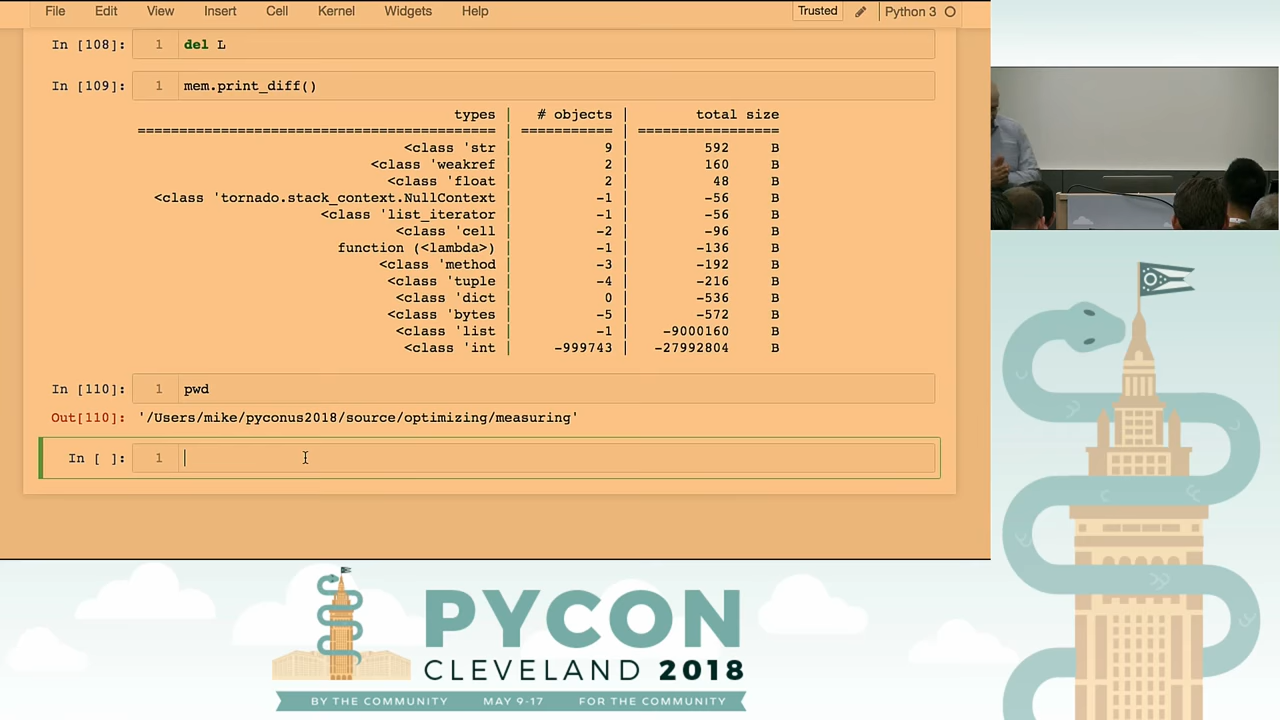 File Edit View Insert Cell Kernel Widgets Help Trusted Python 3
In [108]: 1 del L
In [109]: 1 mem.print_diff()
types | # objects | total size
=========================================== | =========== | =================
<class 'str | 9 | 592 B
<class 'weakref | 2 | 160 B
<class 'float | 2 | 48 B
<class 'tornado.stack_context.NullContext | -1 | -56 B
<class 'list_iterator | -1 | -56 B
<class 'cell | -2 | -96 B
function (<lambda>) | -1 | -136 B
<class 'method | -3 | -192 B
<class 'tuple | -4 | -216 B
<class 'dict | 0 | -536 B
<class 'bytes | -5 | -572 B
<class 'list | -1 | -9000160 B
<class 'int | -999743 | -27992804 B
In [110]: 1 pwd
Out[110]: '/Users/mike/pyconus2018/source/optimizing/measuring'
In [ ]: 1
PYCON
CLEVELAND 2018
BY THE COMMUNITY MAY 9-17 FOR THE COMMUNITY